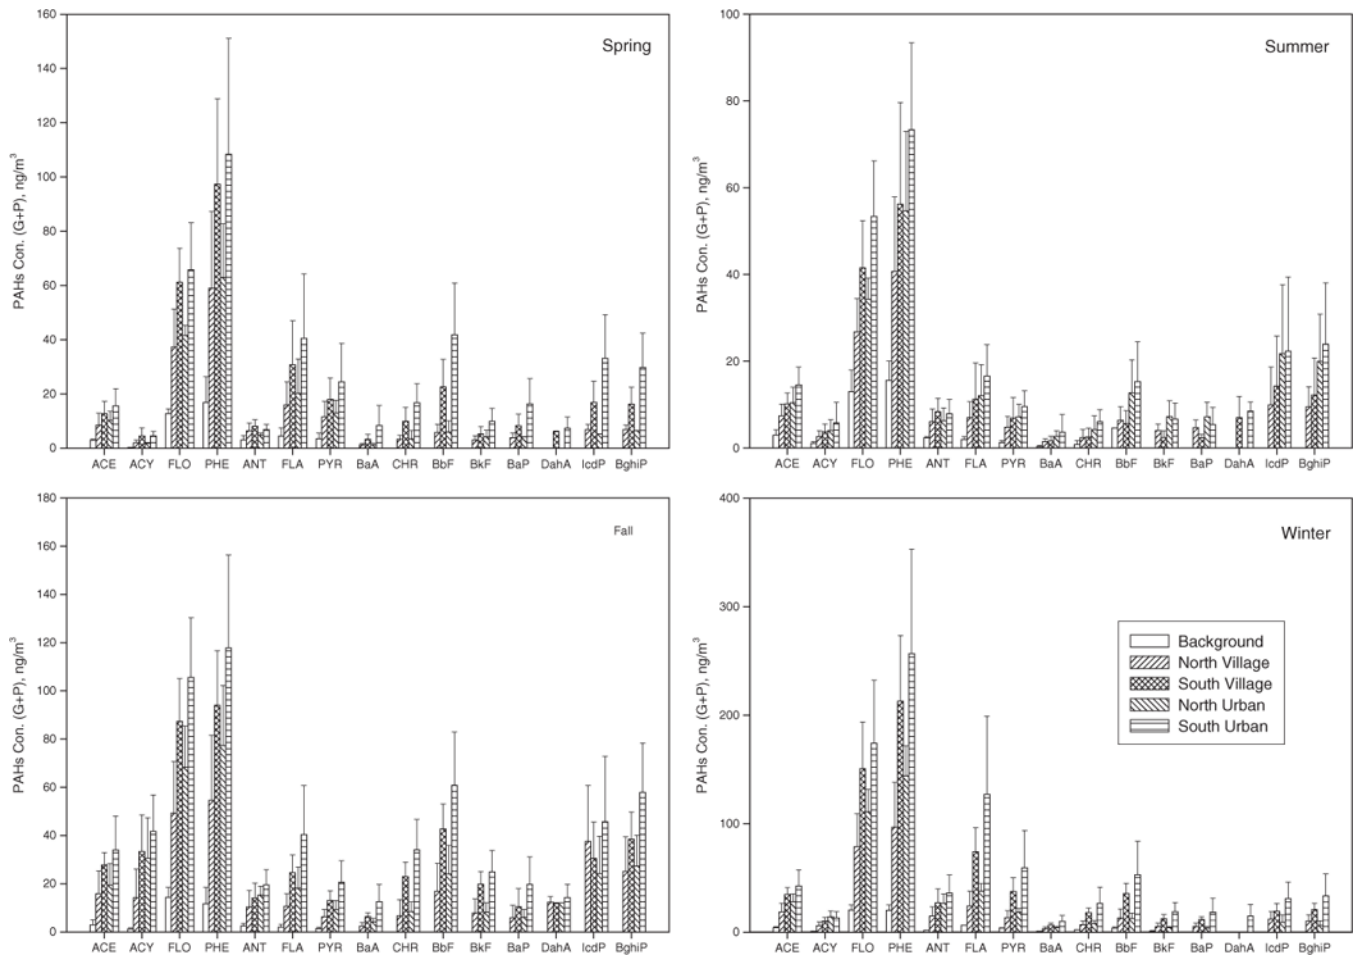 160
140
120
100
80
60
40
20
0
PAHs Con. (G+P), ng/m³
Spring
ACE ACY FLO PHE ANT FLA PYR BaA CHR BbF BkF BaP DahA IcdP BghiP
100
80
60
40
20
0
PAHs Con. (G+P), ng/m³
Summer
ACE ACY FLO PHE ANT FLA PYR BaA CHR BbF BkF BaP DahA IcdP BghiP
180
160
140
120
100
80
60
40
20
0
PAHs Con. (G+P), ng/m³
Fall
ACE ACY FLO PHE ANT FLA PYR BaA CHR BbF BkF BaP DahA IcdP BghiP
400
300
200
100
0
PAHs Con. (G+P), ng/m³
Winter
Background
North Village
South Village
North Urban
South Urban
ACE ACY FLO PHE ANT FLA PYR BaA CHR BbF BkF BaP DahA IcdP BghiP